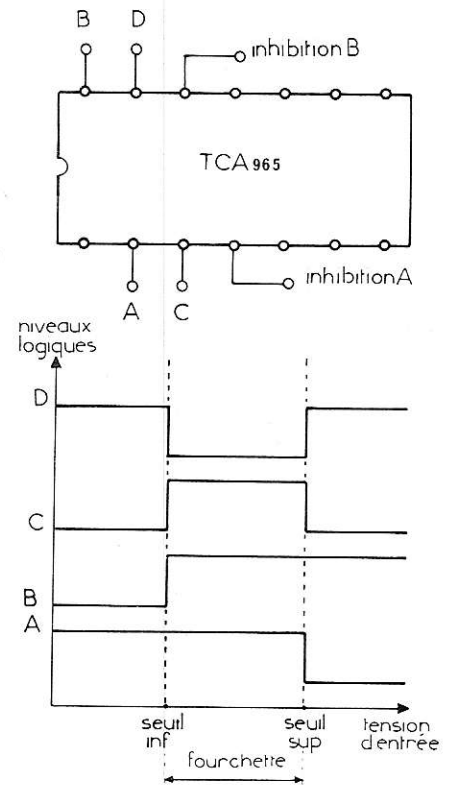 B D
inhibition B
TCA 965
inhibition A
A C
niveaux
logiques
D
C
B
A
seuil seuil tension
inf sup d'entrée
fourchette